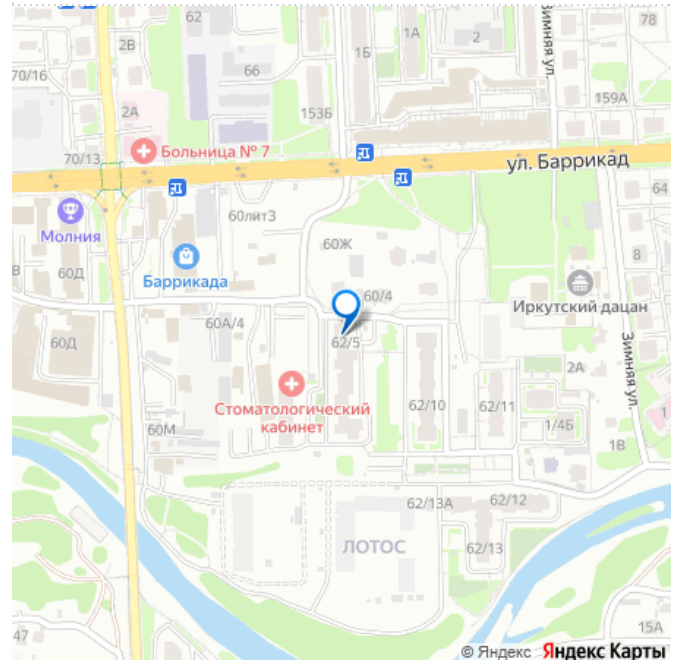 62
1А
78
2В
1Б
2
Зимняя ул.
70/16
66
2А
153Б
159А
70/13
Больница № 7
ул. Баррикад
64
60литЗ
Молния
60Ж
8
В
60Д
Баррикада
60/4
Иркутский дацан
60А/4
60Д
62/5
2А
Зимняя ул.
Стоматологический
кабинет
62/10
62/11
1
60М
1/4Б
1В
62/13А
62/12
ЛОТОС
62/13
47
15А
© Яндекс Яндекс Карты